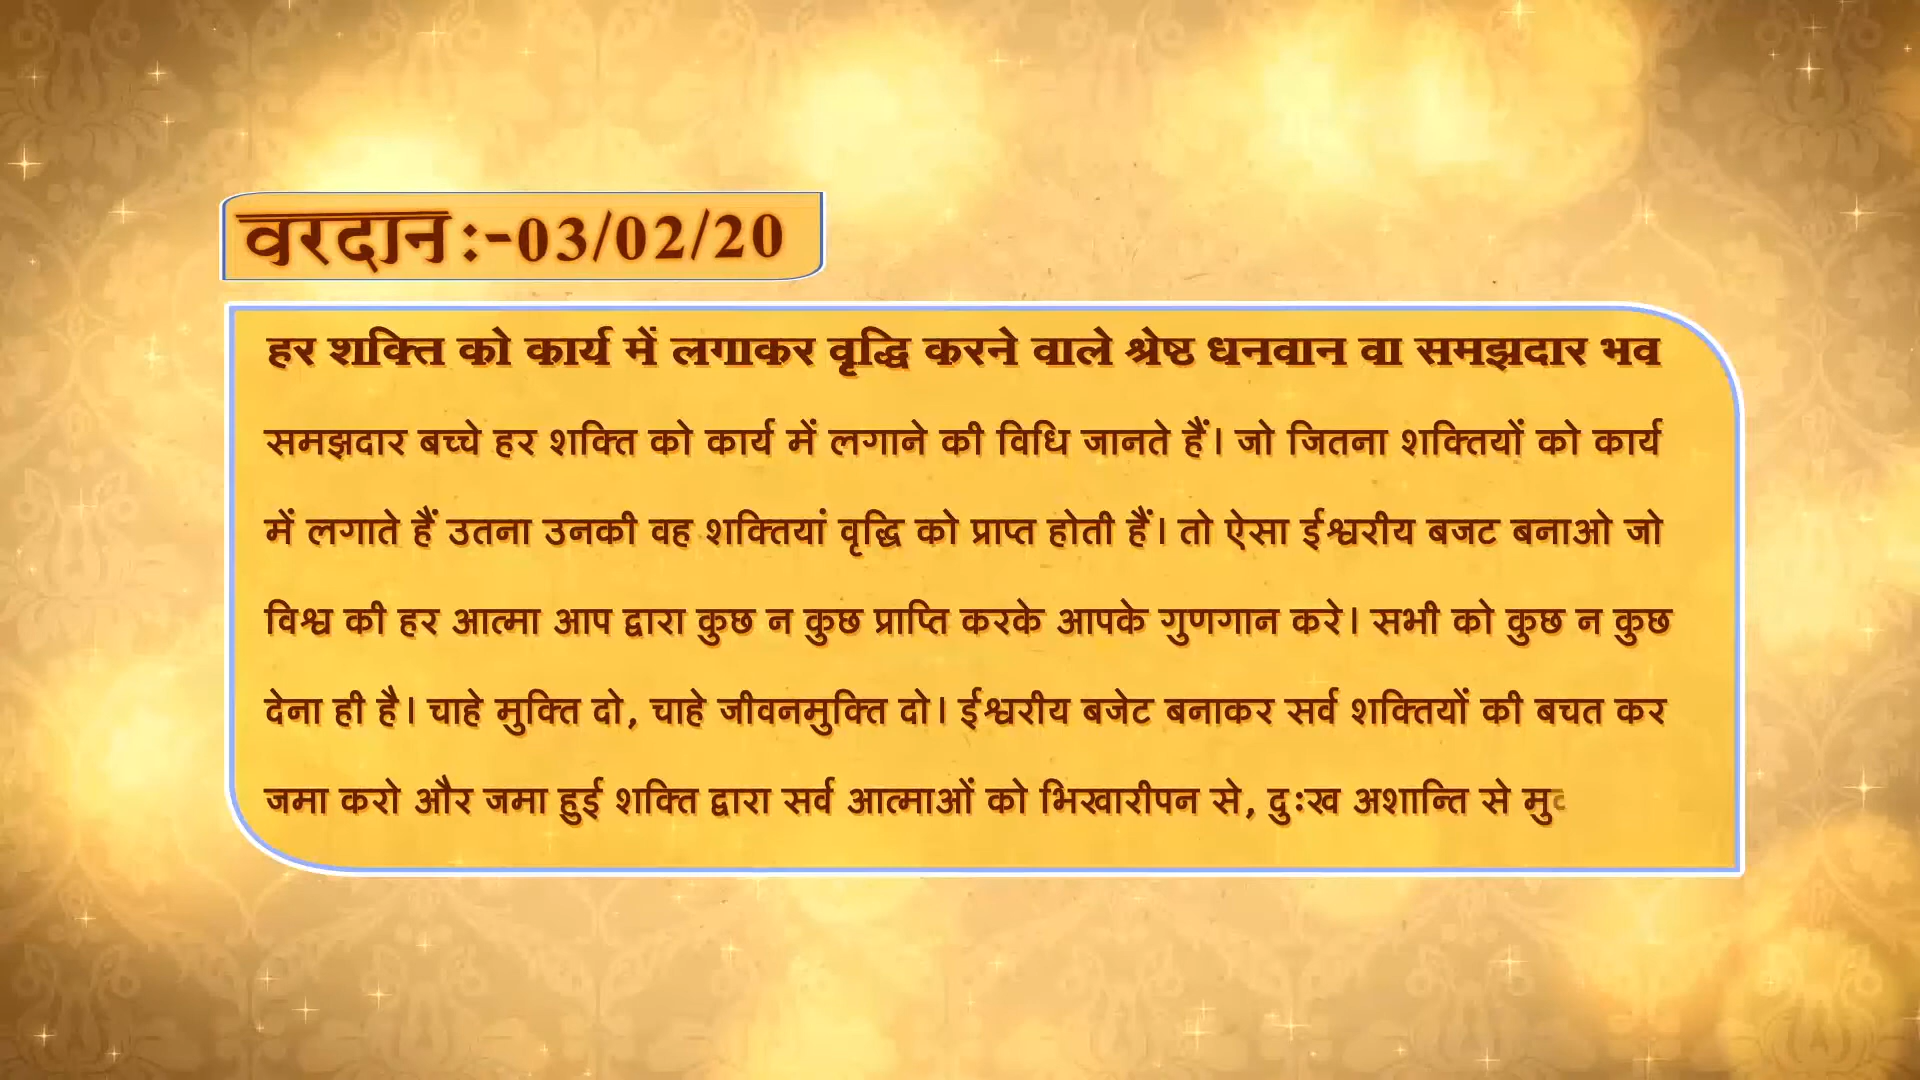 वरदान :-03/02/20
हर शक्ति को कार्य में लगाकर वृद्धि करने वाले श्रेष्ठ धनवान वा समझदार भव
समझदार बच्चे हर शक्ति को कार्य में लगाने की विधि जानते हैं। जो जितना शक्तियों को कार्य
में लगाते हैं उतना उनकी वह शक्तियां वृद्धि को प्राप्त होती हैं। तो ऐसा ईश्वरीय बजट बनाओ जो
विश्व की हर आत्मा आप द्वारा कुछ न कुछ प्राप्ति करके आपके गुणगान करे। सभी को कुछ न कुछ
देना ही है। चाहे मुक्ति दो, चाहे जीवनमुक्ति दो। ईश्वरीय बजेट बनाकर सर्व शक्तियों की बचत कर
जमा करो और जमा हुई शक्ति द्वारा सर्व आत्माओं को भिखारीपन से, दुःख अशान्ति से